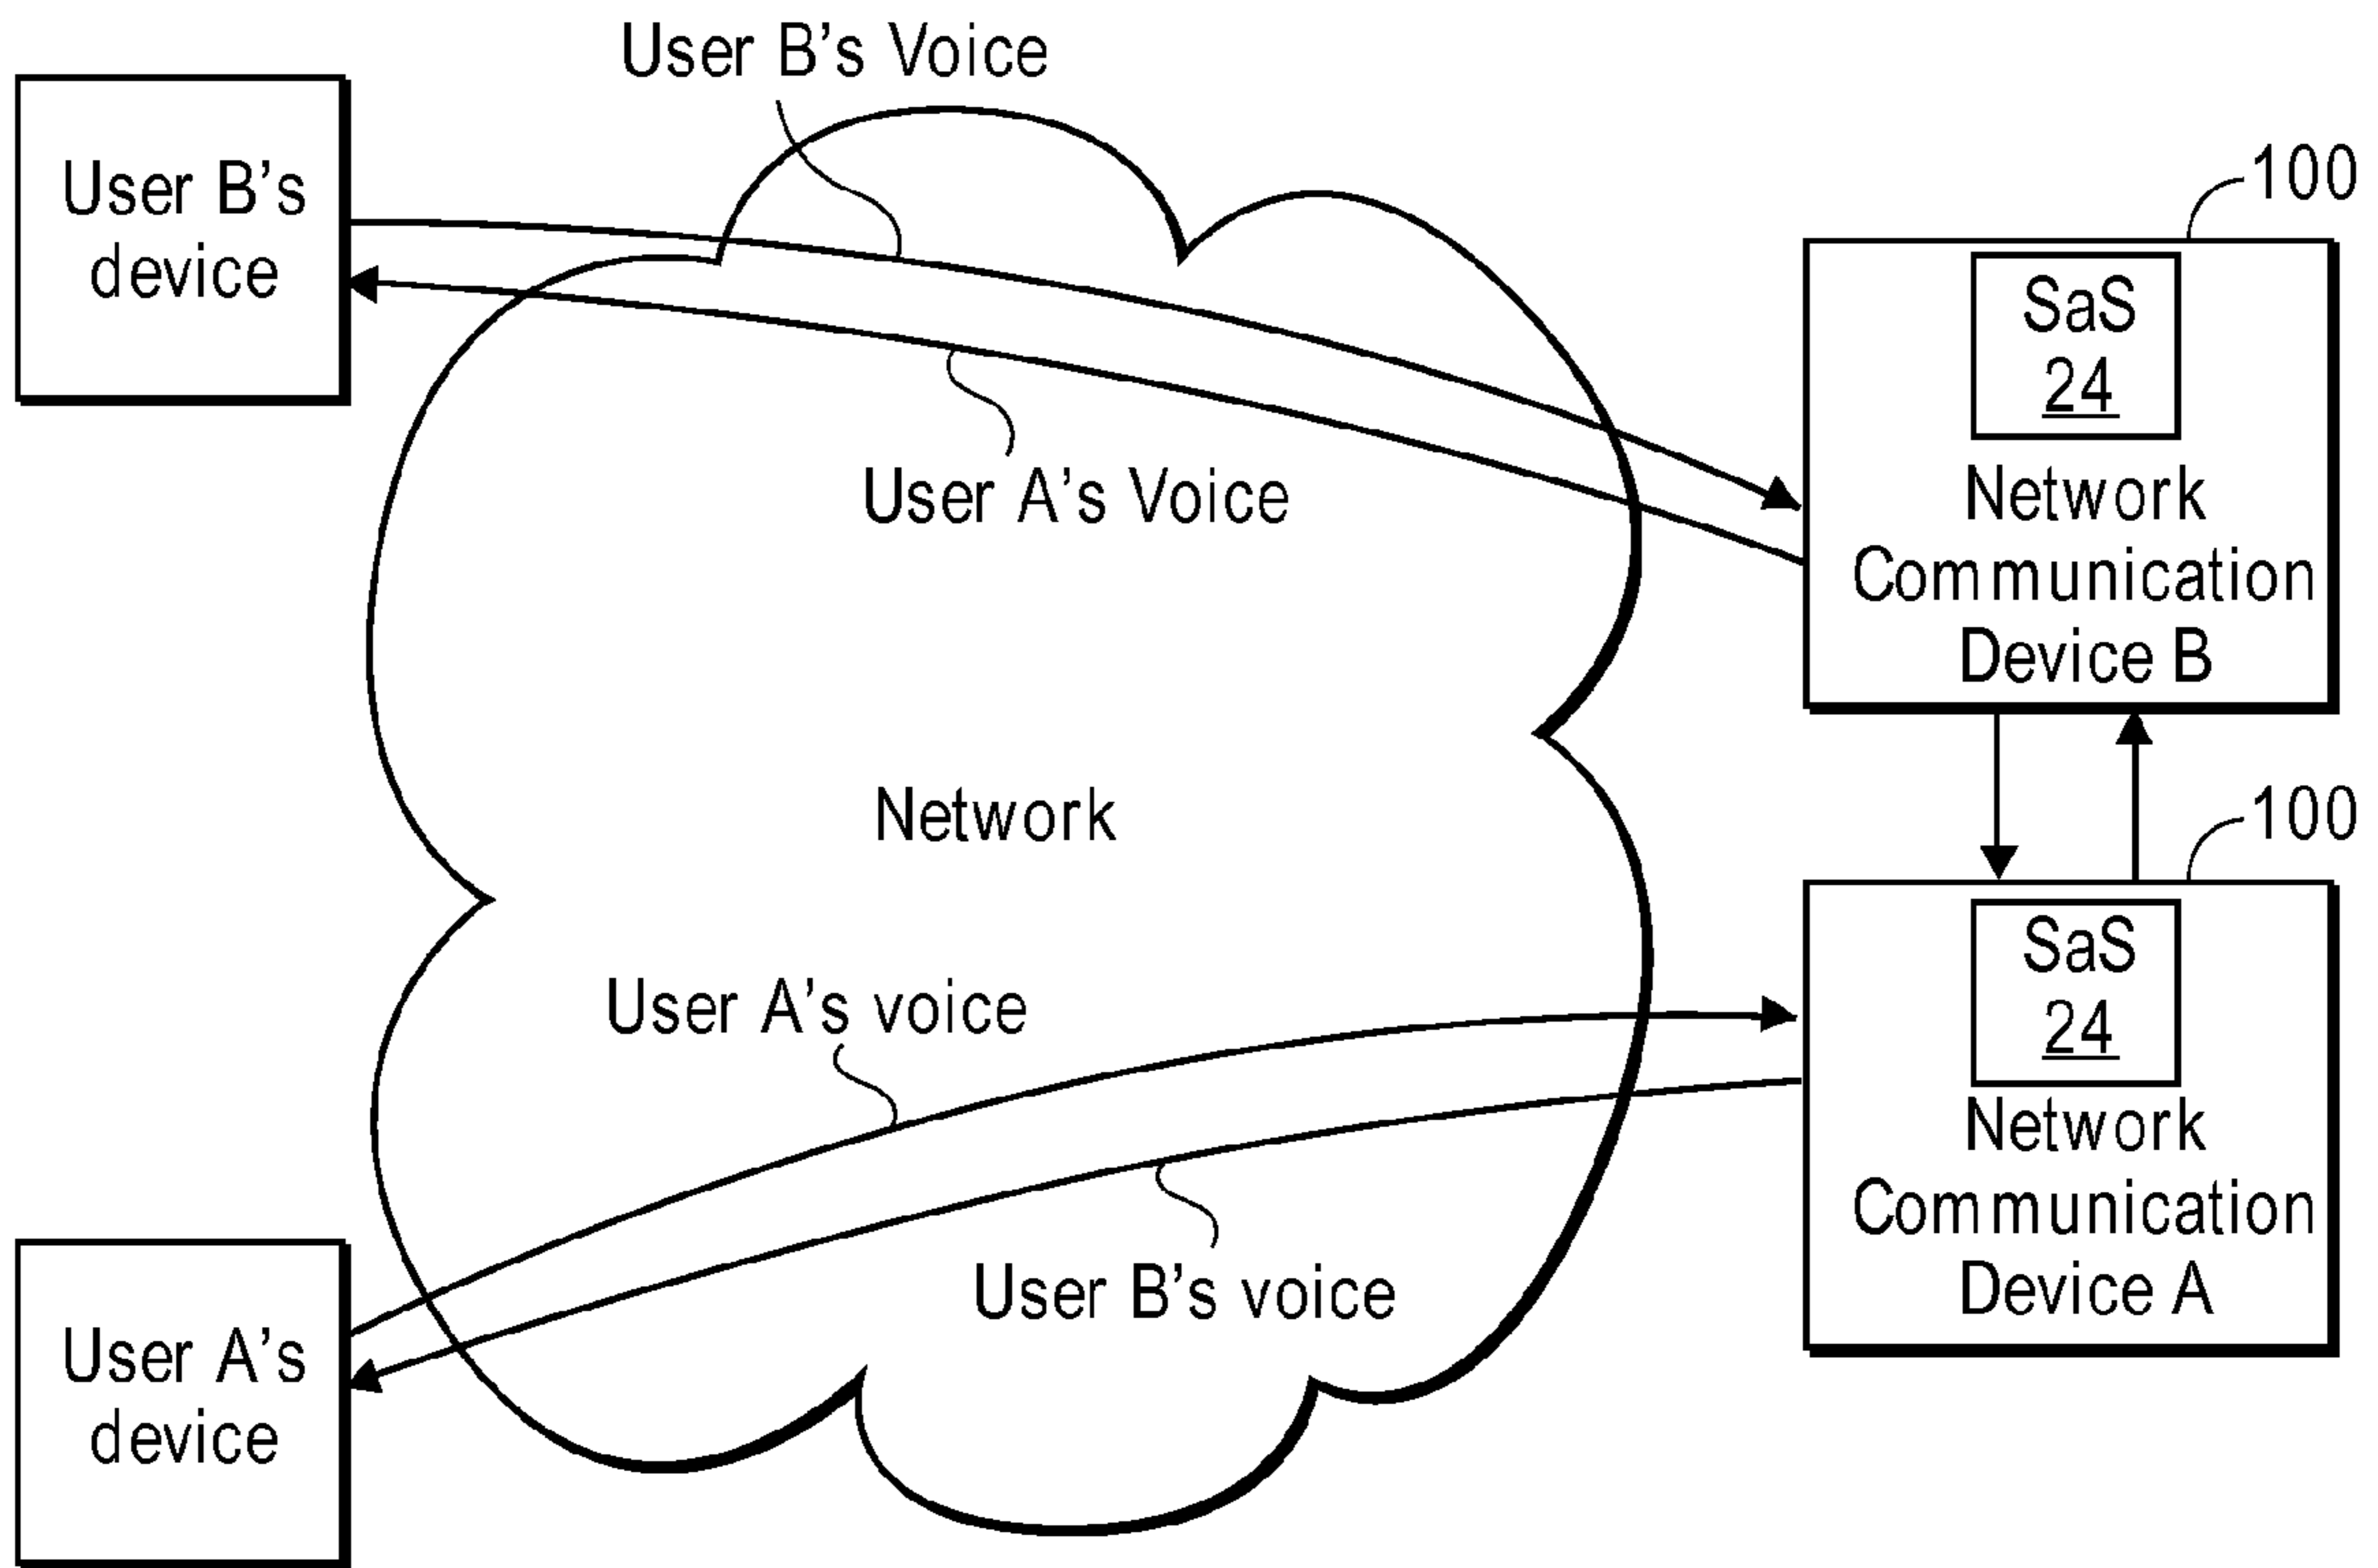 User B's Voice
User B's
device
100
SaS
24
Network
Communication
Device B
User A's Voice
Network
100
SaS
24
Network
Communication
Device A
User A's voice
User B's voice
User A's
device